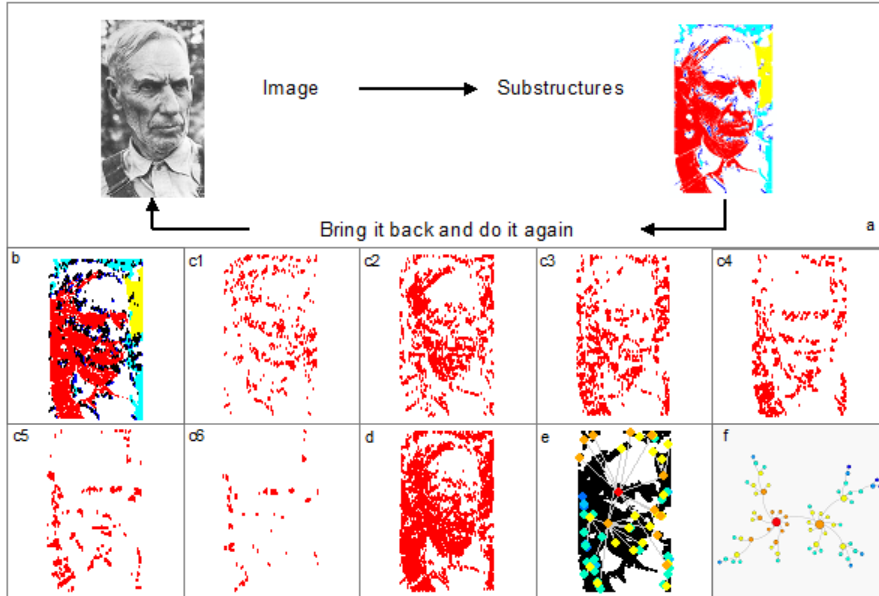 Image
Substructures
Bring it back and do it again
a
b
c1
c2
c3
c4
c5
c6
d
e
f